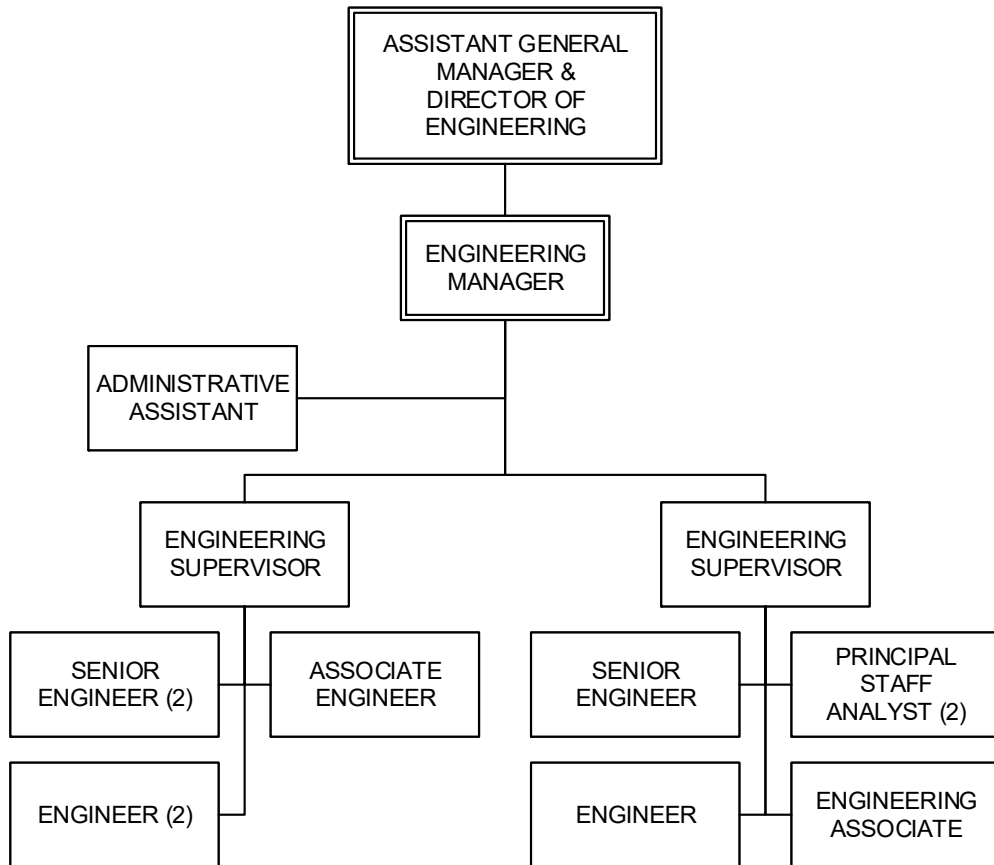 ASSISTANT GENERAL
MANAGER &
DIRECTOR OF
ENGINEERING
ENGINEERING
MANAGER
ADMINISTRATIVE
ASSISTANT
ENGINEERING
SUPERVISOR
ENGINEERING
SUPERVISOR
SENIOR
ENGINEER (2)
ASSOCIATE
ENGINEER
SENIOR
ENGINEER
PRINCIPAL
STAFF
ANALYST (2)
ENGINEER (2)
ENGINEER
ENGINEERING
ASSOCIATE